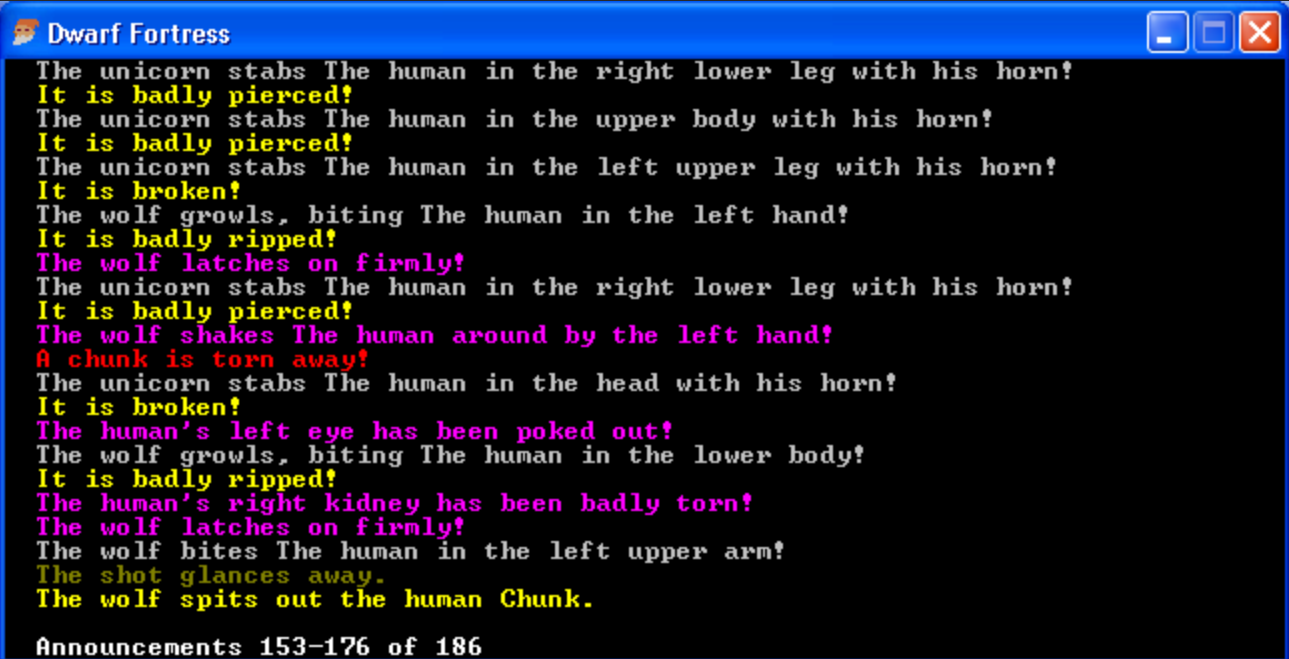 Dwarf Fortress
The unicorn stabs The human in the right lower leg with his horn!
It is badly pierced!
The unicorn stabs The human in the upper body with his horn!
It is badly pierced!
The unicorn stabs The human in the left upper leg with his horn!
It is broken!
The wolf growls, biting The human in the left hand!
It is badly ripped!
The wolf latches on firmly!
The unicorn stabs The human in the right lower leg with his horn!
It is badly pierced!
The wolf shakes The human around by the left hand!
A chunk is torn away!
The unicorn stabs The human in the head with his horn!
It is broken!
The human's left eye has been poked out!
The wolf growls, biting The human in the lower body!
It is badly ripped!
The human's right kidney has been badly torn!
The wolf latches on firmly!
The wolf bites The human in the left upper arm!
The shot glances away.
The wolf spits out the human Chunk.
Announcements 153-176 of 186